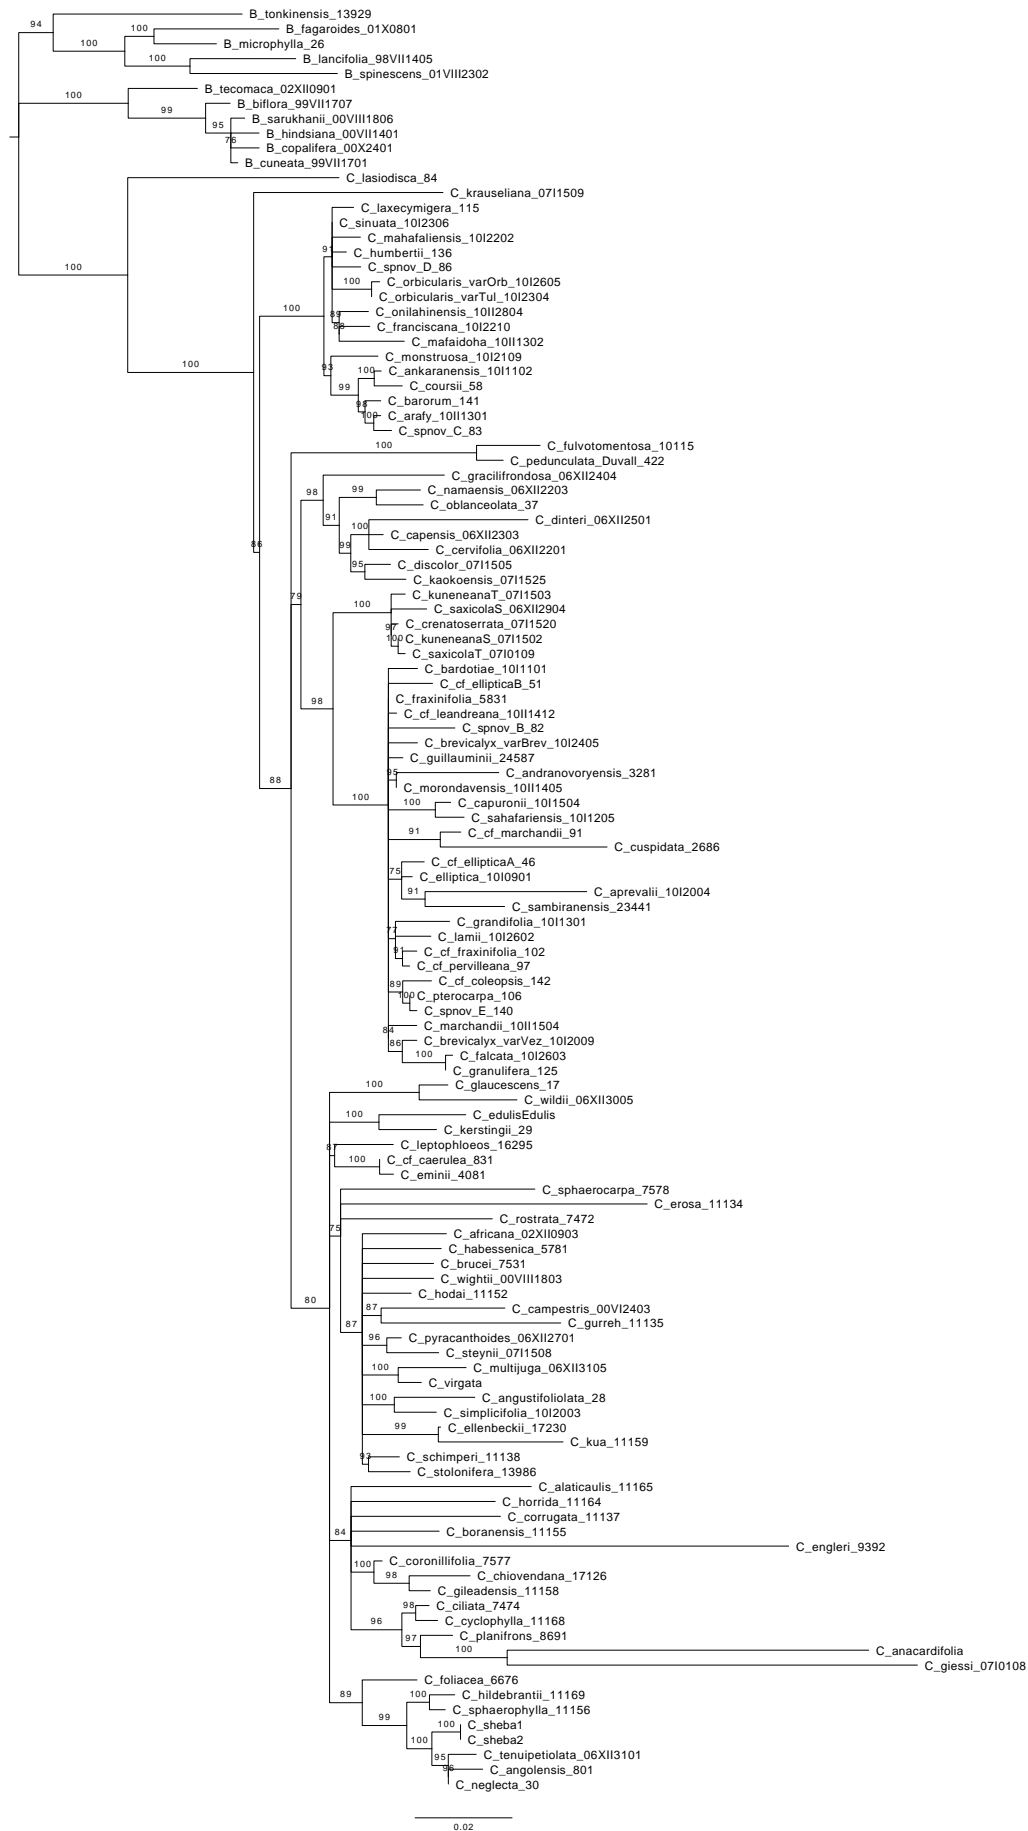 B_tonkinensis_13929
94
B_fagaroides_01X0801
100
B_microphylla_26
100
B_lancifolia_98VII1405
100
B_spinescens_01VIII2302
B_tecomaca_02XII0901
100
B_biflora_99VII1707
99
B_sarukhanii_00VIII1806
95
B_hindsiana_00VII1401
76
B_copalifera_00X2401
B_cuneata_99VII1701
C_lasiodisca_84
C_krauseliana_07I1509
C_laxecymigera_115
C_sinuata_10I2306
C_mahafaliensis_10I2202
91
C_humbertii_136
C_spnov_D_86
100
C_orbicularis_varOrb_10I2605
100
C_orbicularis_varTul_10I2304
C_onilahinensis_10II2804
100
89
C_franciscana_10I2210
88
C_mafaidoha_10II1302
C_monstruosa_10I2109
100
93
C_ankaranensis_10I1102
100
C_coursii_58
99
C_barorum_141
98
C_arafy_10II1301
100
C_spnov_C_83
C_fulvotomentosa_10115
100
C_pedunculata_Duvall_422
C_gracilifrondosa_06XII2404
98
C_namaensis_06XII2203
99
C_oblanceolata_37
91
C_dinteri_06XII2501
100
C_capensis_06XII2303
86
99
C_cervifolia_06XII2201
C_discolor_07I1505
95
C_kaokoensis_07I1525
79
C_kuneneanaT_07I1503
100
C_saxicolaS_06XII2904
C_crenatoserrata_07I1520
97
C_kuneneanaS_07I1502
100
C_saxicolaT_07I0109
C_bardotiae_10I1101
C_cf_ellipticaB_51
98
C_fraxinifolia_5831
C_cf_leandreana_10II1412
C_spnov_B_82
C_brevicalyx_varBrev_10I2405
C_guillauminii_24587
C_andranovoryensis_3281
95
88
C_morondavensis_10II1405
100
C_capuronii_10I1504
100
C_sahafariensis_10I1205
C_cf_marchandii_91
91
C_cuspidata_2686
C_cf_ellipticaA_46
75
C_elliptica_10I0901
C_aprevalii_10I2004
91
C_sambiranensis_23441
C_grandifolia_10I1301
77
C_lamii_10I2602
C_cf_fraxinifolia_102
91
C_cf_pervilleana_97
C_cf_coleopsis_142
89
C_pterocarpa_106
100
C_spnov_E_140
C_marchandii_10II1504
84
C_brevicalyx_varVez_10I2009
86
C_falcata_10I2603
100
C_granulifera_125
C_glaucescens_17
100
C_wildii_06XII3005
C_edulisEdulis
100
C_kerstingii_29
C_leptophloeos_16295
87
C_cf_caerulea_831
100
C_eminii_4081
C_sphaerocarpa_7578
C_erosa_11134
C_rostrata_7472
75
C_africana_02XII0903
C_habessenica_5781
C_brucei_7531
C_wightii_00VIII1803
C_hodai_11152
80
C_campestris_00VI2403
87
C_gurreh_11135
87
C_pyracanthoides_06XII2701
96
C_steynii_07I1508
C_multijuga_06XII3105
100
C_virgata
C_angustifoliolata_28
100
C_simplicifolia_10I2003
C_ellenbeckii_17230
99
C_kua_11159
C_schimperi_11138
93
C_stolonifera_13986
C_alaticaulis_11165
C_horrida_11164
C_corrugata_11137
C_boranensis_11155
84
C_engleri_9392
C_coronillifolia_7577
100
C_chiovendana_17126
98
C_gileadensis_11158
C_ciliata_7474
98
C_cyclophylla_11168
96
C_planifrons_8691
97
C_anacardifolia
100
C_giessi_07I0108
C_foliacea_6676
89
C_hildebrantii_11169
100
C_sphaerophylla_11156
99
C_sheba1
100
C_sheba2
100
C_tenuipetiolata_06XII3101
95
C_angolensis_801
96
C_neglecta_30
0.02